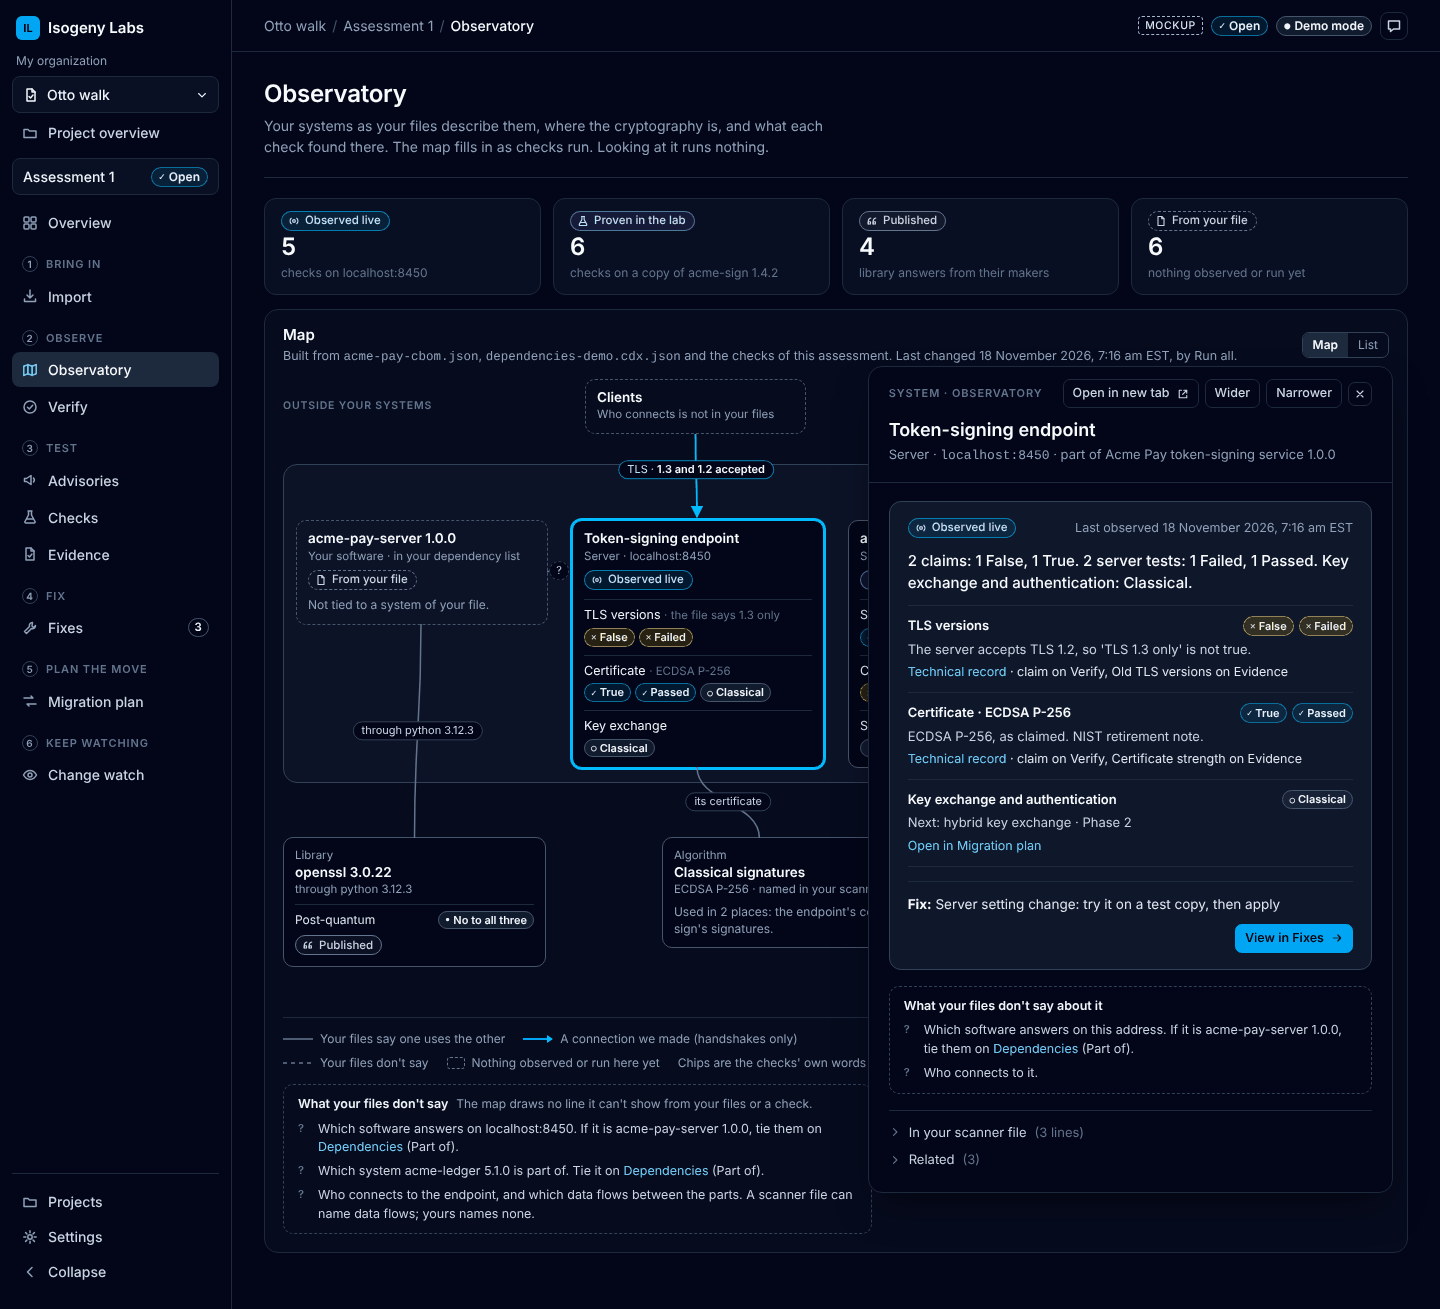 IL Isogeny Labs
My organization
Otto walk
Project overview
Assessment 1 ✓ Open
Overview
1 BRING IN
Import
2 OBSERVE
Observatory
Verify
3 TEST
Advisories
Checks
Evidence
4 FIX
Fixes 3
5 PLAN THE MOVE
Migration plan
6 KEEP WATCHING
Change watch
Projects
Settings
Collapse
Otto walk / Assessment 1 / Observatory
MOCKUP ✓ Open Demo mode
Observatory
Your systems as your files describe them, where the cryptography is, and what each
check found there. The map fills in as checks run. Looking at it runs nothing.
Observed live
5
checks on localhost:8450
Proven in the lab
6
checks on a copy of acme-sign 1.4.2
Published
4
library answers from their makers
From your file
6
nothing observed or run yet
Map
Built from acme-pay-cbom.json, dependencies-demo.cdx.json and the checks of this assessment. Last changed 18 November 2026, 7:16 am EST, by Run all.
Map List
OUTSIDE YOUR SYSTEMS
Clients
Who connects is not in your files
TLS · 1.3 and 1.2 accepted
acme-pay-server 1.0.0
Your software · in your dependency list
From your file
Not tied to a system of your file.
?
Token-signing endpoint
Server · localhost:8450
Observed live
TLS versions · the file says 1.3 only
× False × Failed
Certificate · ECDSA P-256
✓ True ✓ Passed Classical
Key exchange
Classical
through python 3.12.3
its certificate
Library
openssl 3.0.22
through python 3.12.3
Post-quantum • No to all three
Published
Algorithm
Classical signatures
ECDSA P-256 · named in your
Used in 2 places: the endpoint's
sign's signatures.
Your files say one uses the other
A connection we made (handshakes only)
Your files don't say
Nothing observed or run here yet
Chips are the checks' own words
What your files don't say The map draws no line it can't show from your files or a check.
? Which software answers on localhost:8450. If it is acme-pay-server 1.0.0, tie them on
Dependencies (Part of).
? Which system acme-ledger 5.1.0 is part of. Tie it on Dependencies (Part of).
? Who connects to the endpoint, and which data flows between the parts. A scanner file can
name data flows; yours names none.
SYSTEM · OBSERVATORY
Open in new tab Wider Narrower ×
Token-signing endpoint
Server · localhost:8450 · part of Acme Pay token-signing service 1.0.0
Observed live Last observed 18 November 2026, 7:16 am EST
2 claims: 1 False, 1 True. 2 server tests: 1 Failed, 1 Passed. Key
exchange and authentication: Classical.
TLS versions × False × Failed
The server accepts TLS 1.2, so 'TLS 1.3 only' is not true.
Technical record · claim on Verify, Old TLS versions on Evidence
Certificate · ECDSA P-256 ✓ True ✓ Passed
ECDSA P-256, as claimed. NIST retirement note.
Technical record · claim on Verify, Certificate strength on Evidence
Key exchange and authentication Classical
Next: hybrid key exchange · Phase 2
Open in Migration plan
Fix: Server setting change: try it on a test copy, then apply
View in Fixes →
What your files don't say about it
? Which software answers on this address. If it is acme-pay-server 1.0.0,
tie them on Dependencies (Part of).
? Who connects to it.
In your scanner file (3 lines)
Related (3)